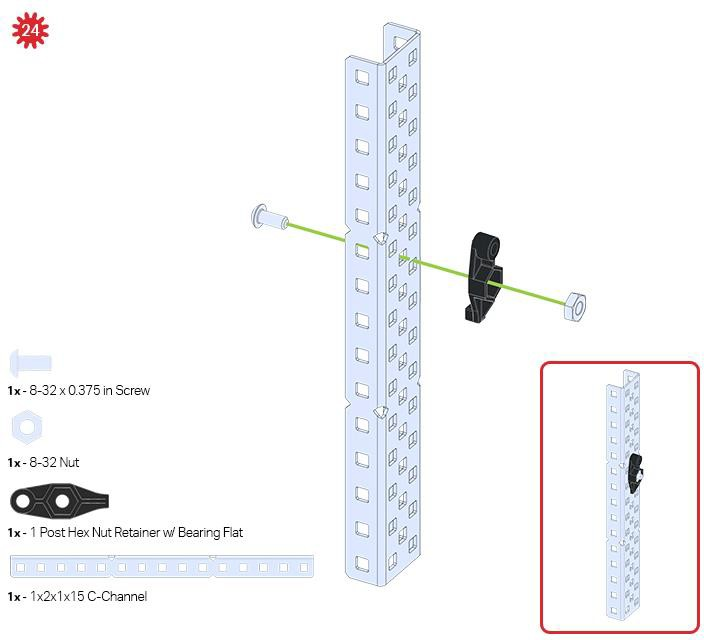 24
1x - 8-32 x 0.375 in Screw
1x - 8-32 Nut
1x - 1 Post Hex Nut Retainer w/ Bearing Flat
1x - 1x2x1x15 C-Channel